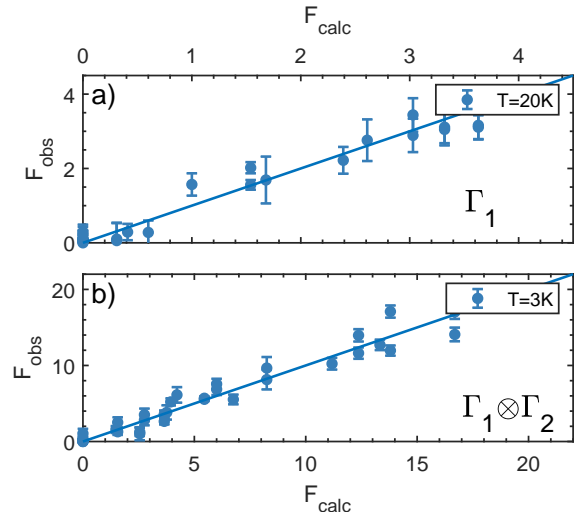 F_calc
0 1 2 3 4
a)
T=20K
4
2
0
F_obs
Γ_1
b)
T=3K
20
10
0
F_obs
Γ_1⊗Γ_2
0 5 10 15 20
F_calc